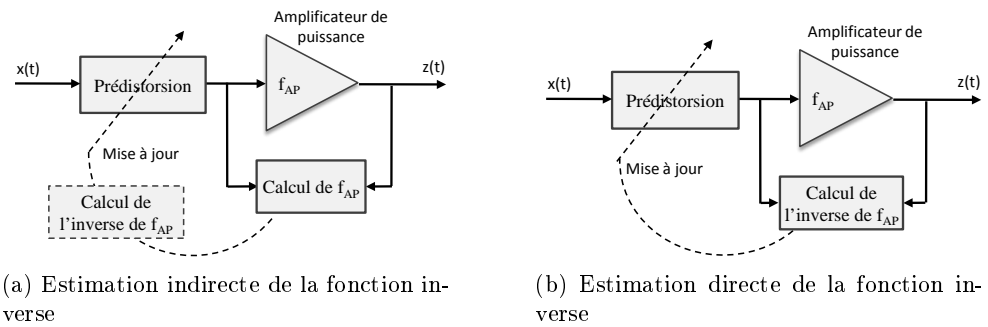 Amplificateur de
puissance
x(t)
Prédistorsion
f_AP
z(t)
Mise à jour
Calcul de f_AP
Calcul de
l'inverse de f_AP
(a) Estimation indirecte de la fonction in-
verse
Amplificateur de
puissance
x(t)
Prédistorsion
f_AP
z(t)
Mise à jour
Calcul de
l'inverse de f_AP
(b) Estimation directe de la fonction in-
verse